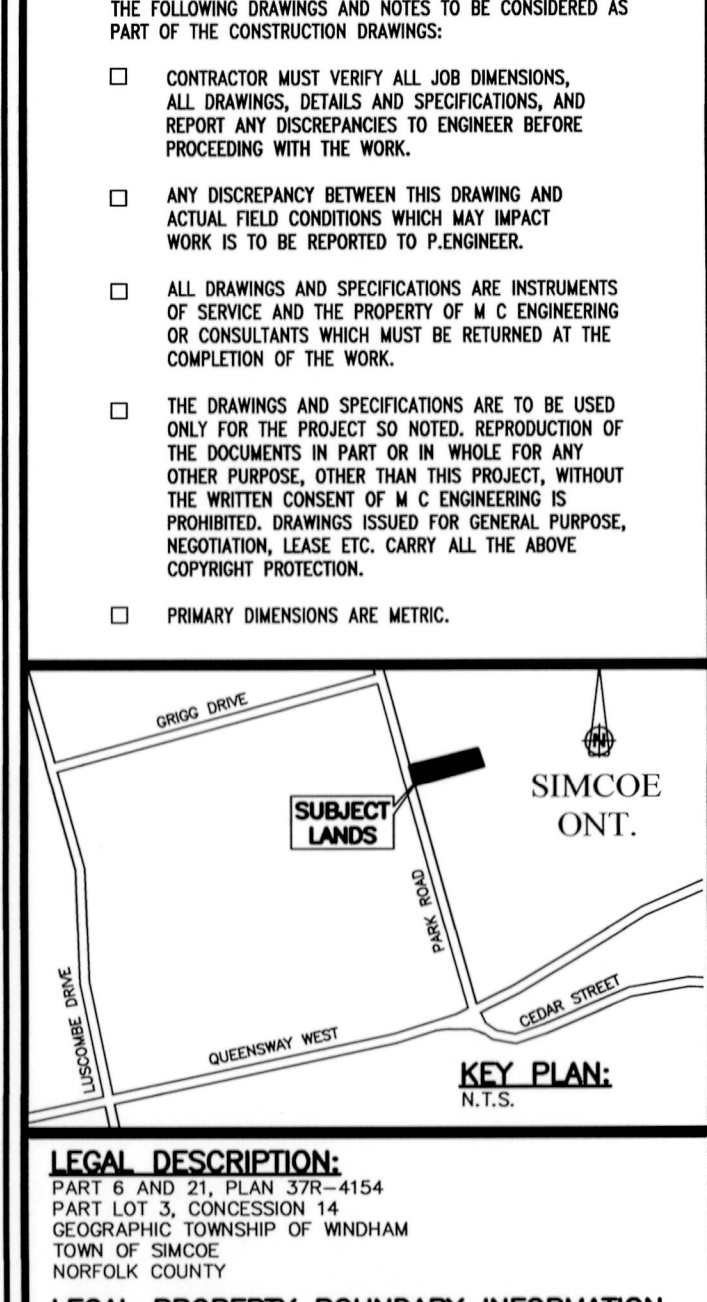 THE FOLLOWING DRAWINGS AND NOTES TO BE CONSIDERED AS
PART OF THE CONSTRUCTION DRAWINGS:
CONTRACTOR MUST VERIFY ALL JOB DIMENSIONS,
ALL DRAWINGS, DETAILS AND SPECIFICATIONS, AND
REPORT ANY DISCREPANCIES TO ENGINEER BEFORE
PROCEEDING WITH THE WORK.
ANY DISCREPANCY BETWEEN THIS DRAWING AND
ACTUAL FIELD CONDITIONS WHICH MAY IMPACT
WORK IS TO BE REPORTED TO P.ENGINEER.
ALL DRAWINGS AND SPECIFICATIONS ARE INSTRUMENTS
OF SERVICE AND THE PROPERTY OF M C ENGINEERING
OR CONSULTANTS WHICH MUST BE RETURNED AT THE
COMPLETION OF THE WORK.
THE DRAWINGS AND SPECIFICATIONS ARE TO BE USED
ONLY FOR THE PROJECT SO NOTED. REPRODUCTION OF
THE DOCUMENTS IN PART OR IN WHOLE FOR ANY
OTHER PURPOSE, OTHER THAN THIS PROJECT, WITHOUT
THE WRITTEN CONSENT OF M C ENGINEERING IS
PROHIBITED. DRAWINGS ISSUED FOR GENERAL PURPOSE,
NEGOTIATION, LEASE ETC. CARRY ALL THE ABOVE
COPYRIGHT PROTECTION.
PRIMARY DIMENSIONS ARE METRIC.
GRIGG DRIVE
N
SIMCOE
ONT.
SUBJECT
LANDS
PARK ROAD
LUSCOMBE DRIVE
CEDAR STREET
QUEENSWAY WEST
KEY PLAN:
N.T.S.
LEGAL DESCRIPTION:
PART 6 AND 21, PLAN 37R-4154
PART LOT 3, CONCESSION 14
GEOGRAPHIC TOWNSHIP OF WINDHAM
TOWN OF SIMCOE
NORFOLK COUNTY
LEGAL PROPERTY BOUNDARY INFORMATION